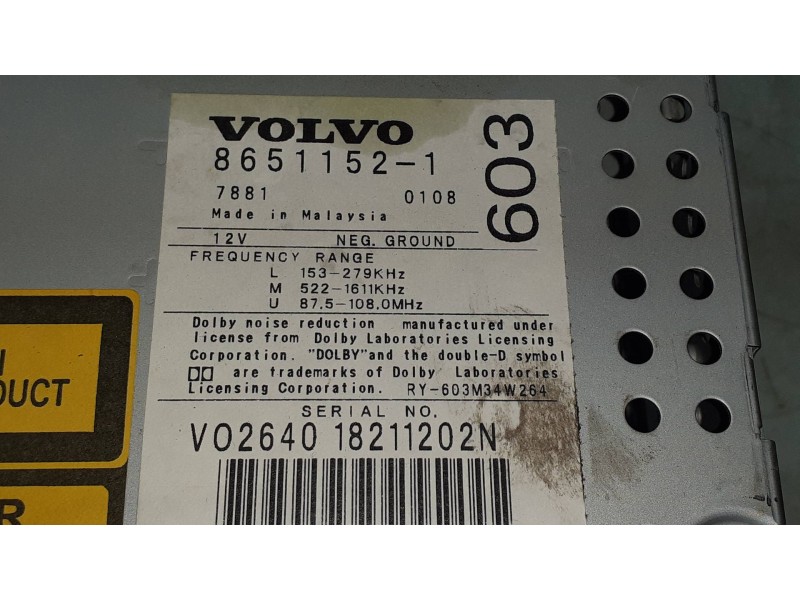 VOLVO
8651152-1
603
7881 0108
Made in Malaysia
12V NEG. GROUND
FREQUENCY RANGE
L 153-279KHz
M 522-1611KHz
U 87.5-108.0MHz
Dolby noise reduction manufactured under
license from Dolby Laboratories Licensing
Corporation. "DOLBY" and the double-D symbol
are trademarks of Dolby Laboratories
Licensing Corporation. RY-603M34W264
SERIAL NO.
VO2640 18211202N